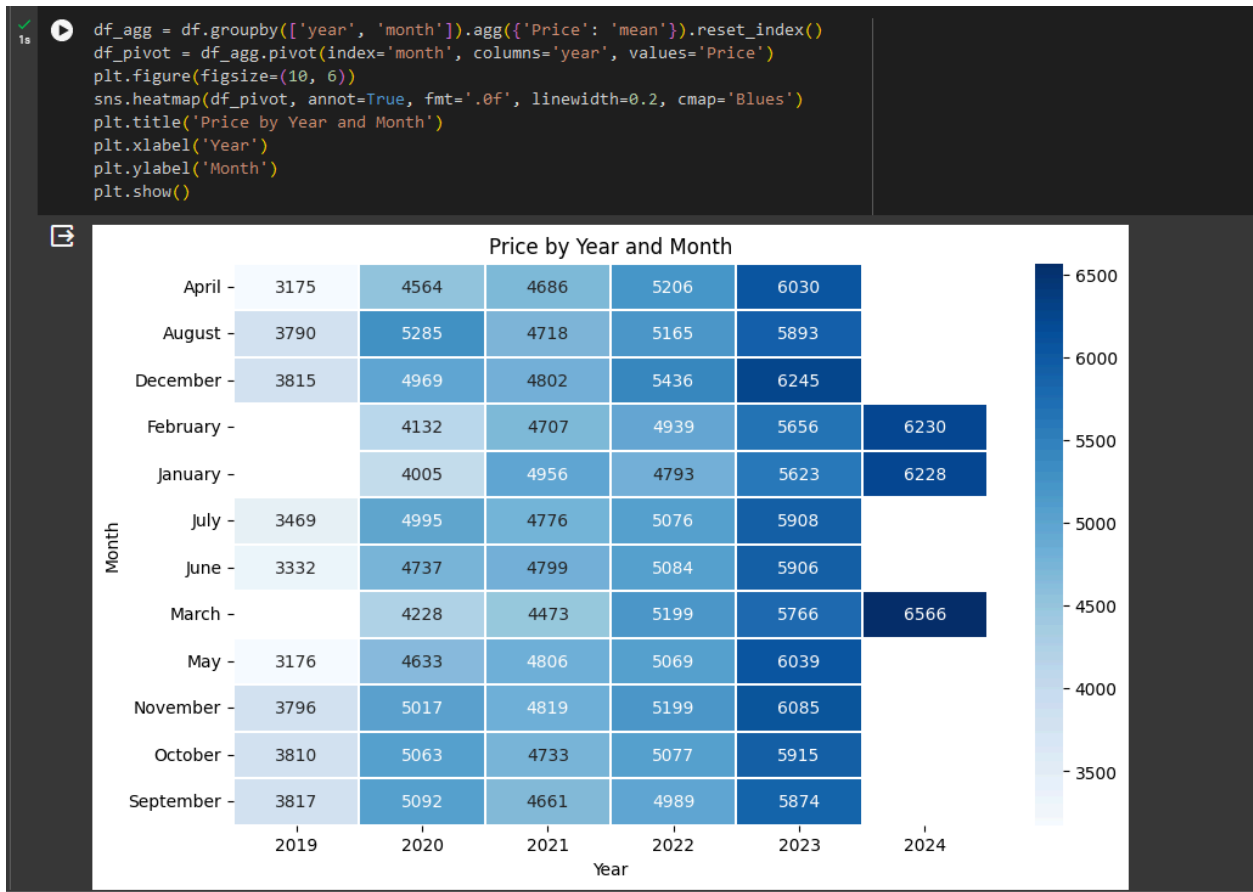 1s
df_agg = df.groupby(['year', 'month']).agg({'Price': 'mean'}).reset_index()
df_pivot = df_agg.pivot(index='month', columns='year', values='Price')
plt.figure(figsize=(10, 6))
sns.heatmap(df_pivot, annot=True, fmt='.0f', linewidth=0.2, cmap='Blues')
plt.title('Price by Year and Month')
plt.xlabel('Year')
plt.ylabel('Month')
plt.show()
Price by Year and Month
April 3175 4564 4686 5206 6030
August 3790 5285 4718 5165 5893
December 3815 4969 4802 5436 6245
February 4132 4707 4939 5656 6230
January 4005 4956 4793 5623 6228
July 3469 4995 4776 5076 5908
June 3332 4737 4799 5084 5906
March 4228 4473 5199 5766 6566
May 3176 4633 4806 5069 6039
November 3796 5017 4819 5199 6085
October 3810 5063 4733 5077 5915
September 3817 5092 4661 4989 5874
2019 2020 2021 2022 2023 2024
Year
Month
6500
6000
5500
5000
4500
4000
3500